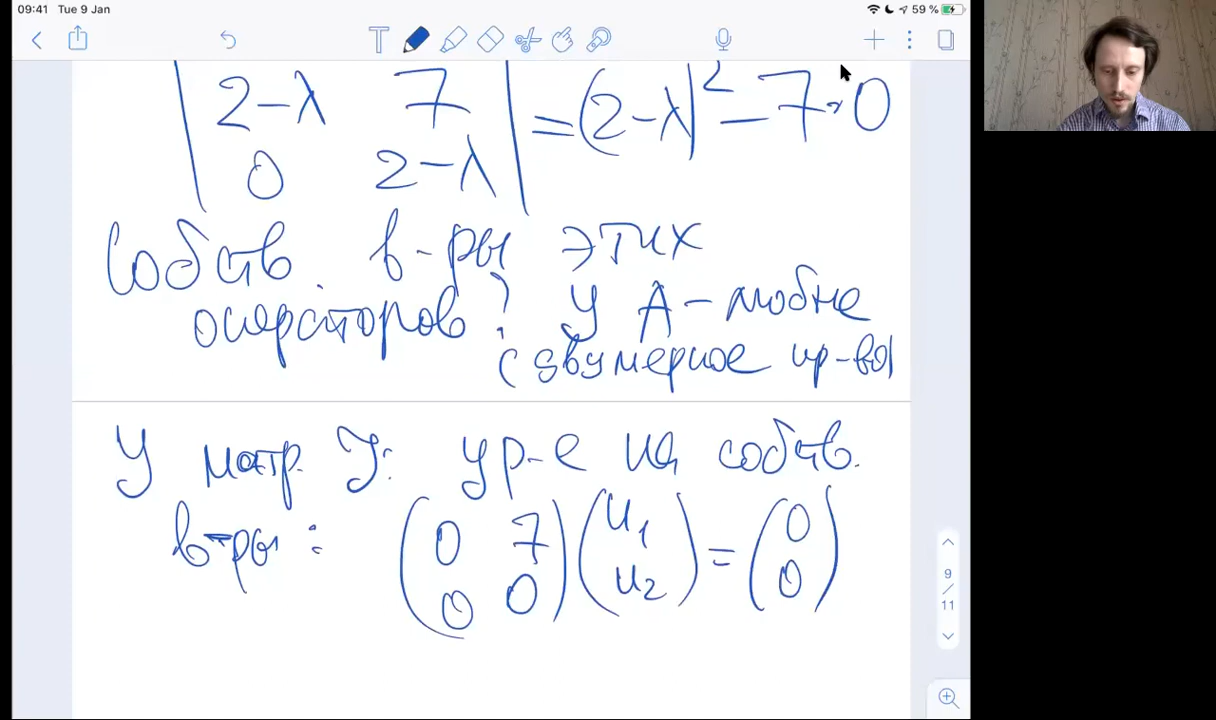 09:41 Tue 9 Jan
59 %
| 2-λ 7 | = (2-λ)² - 7·0
| 0 2-λ |
Собств. в-ры этих
операторов? У A - любые
(двумерное пр-во)
У матр. J: ур-е на собств.
в-ры: (0 7) (u₁) = (0)
(0 0) (u₂) (0)
9
/
11